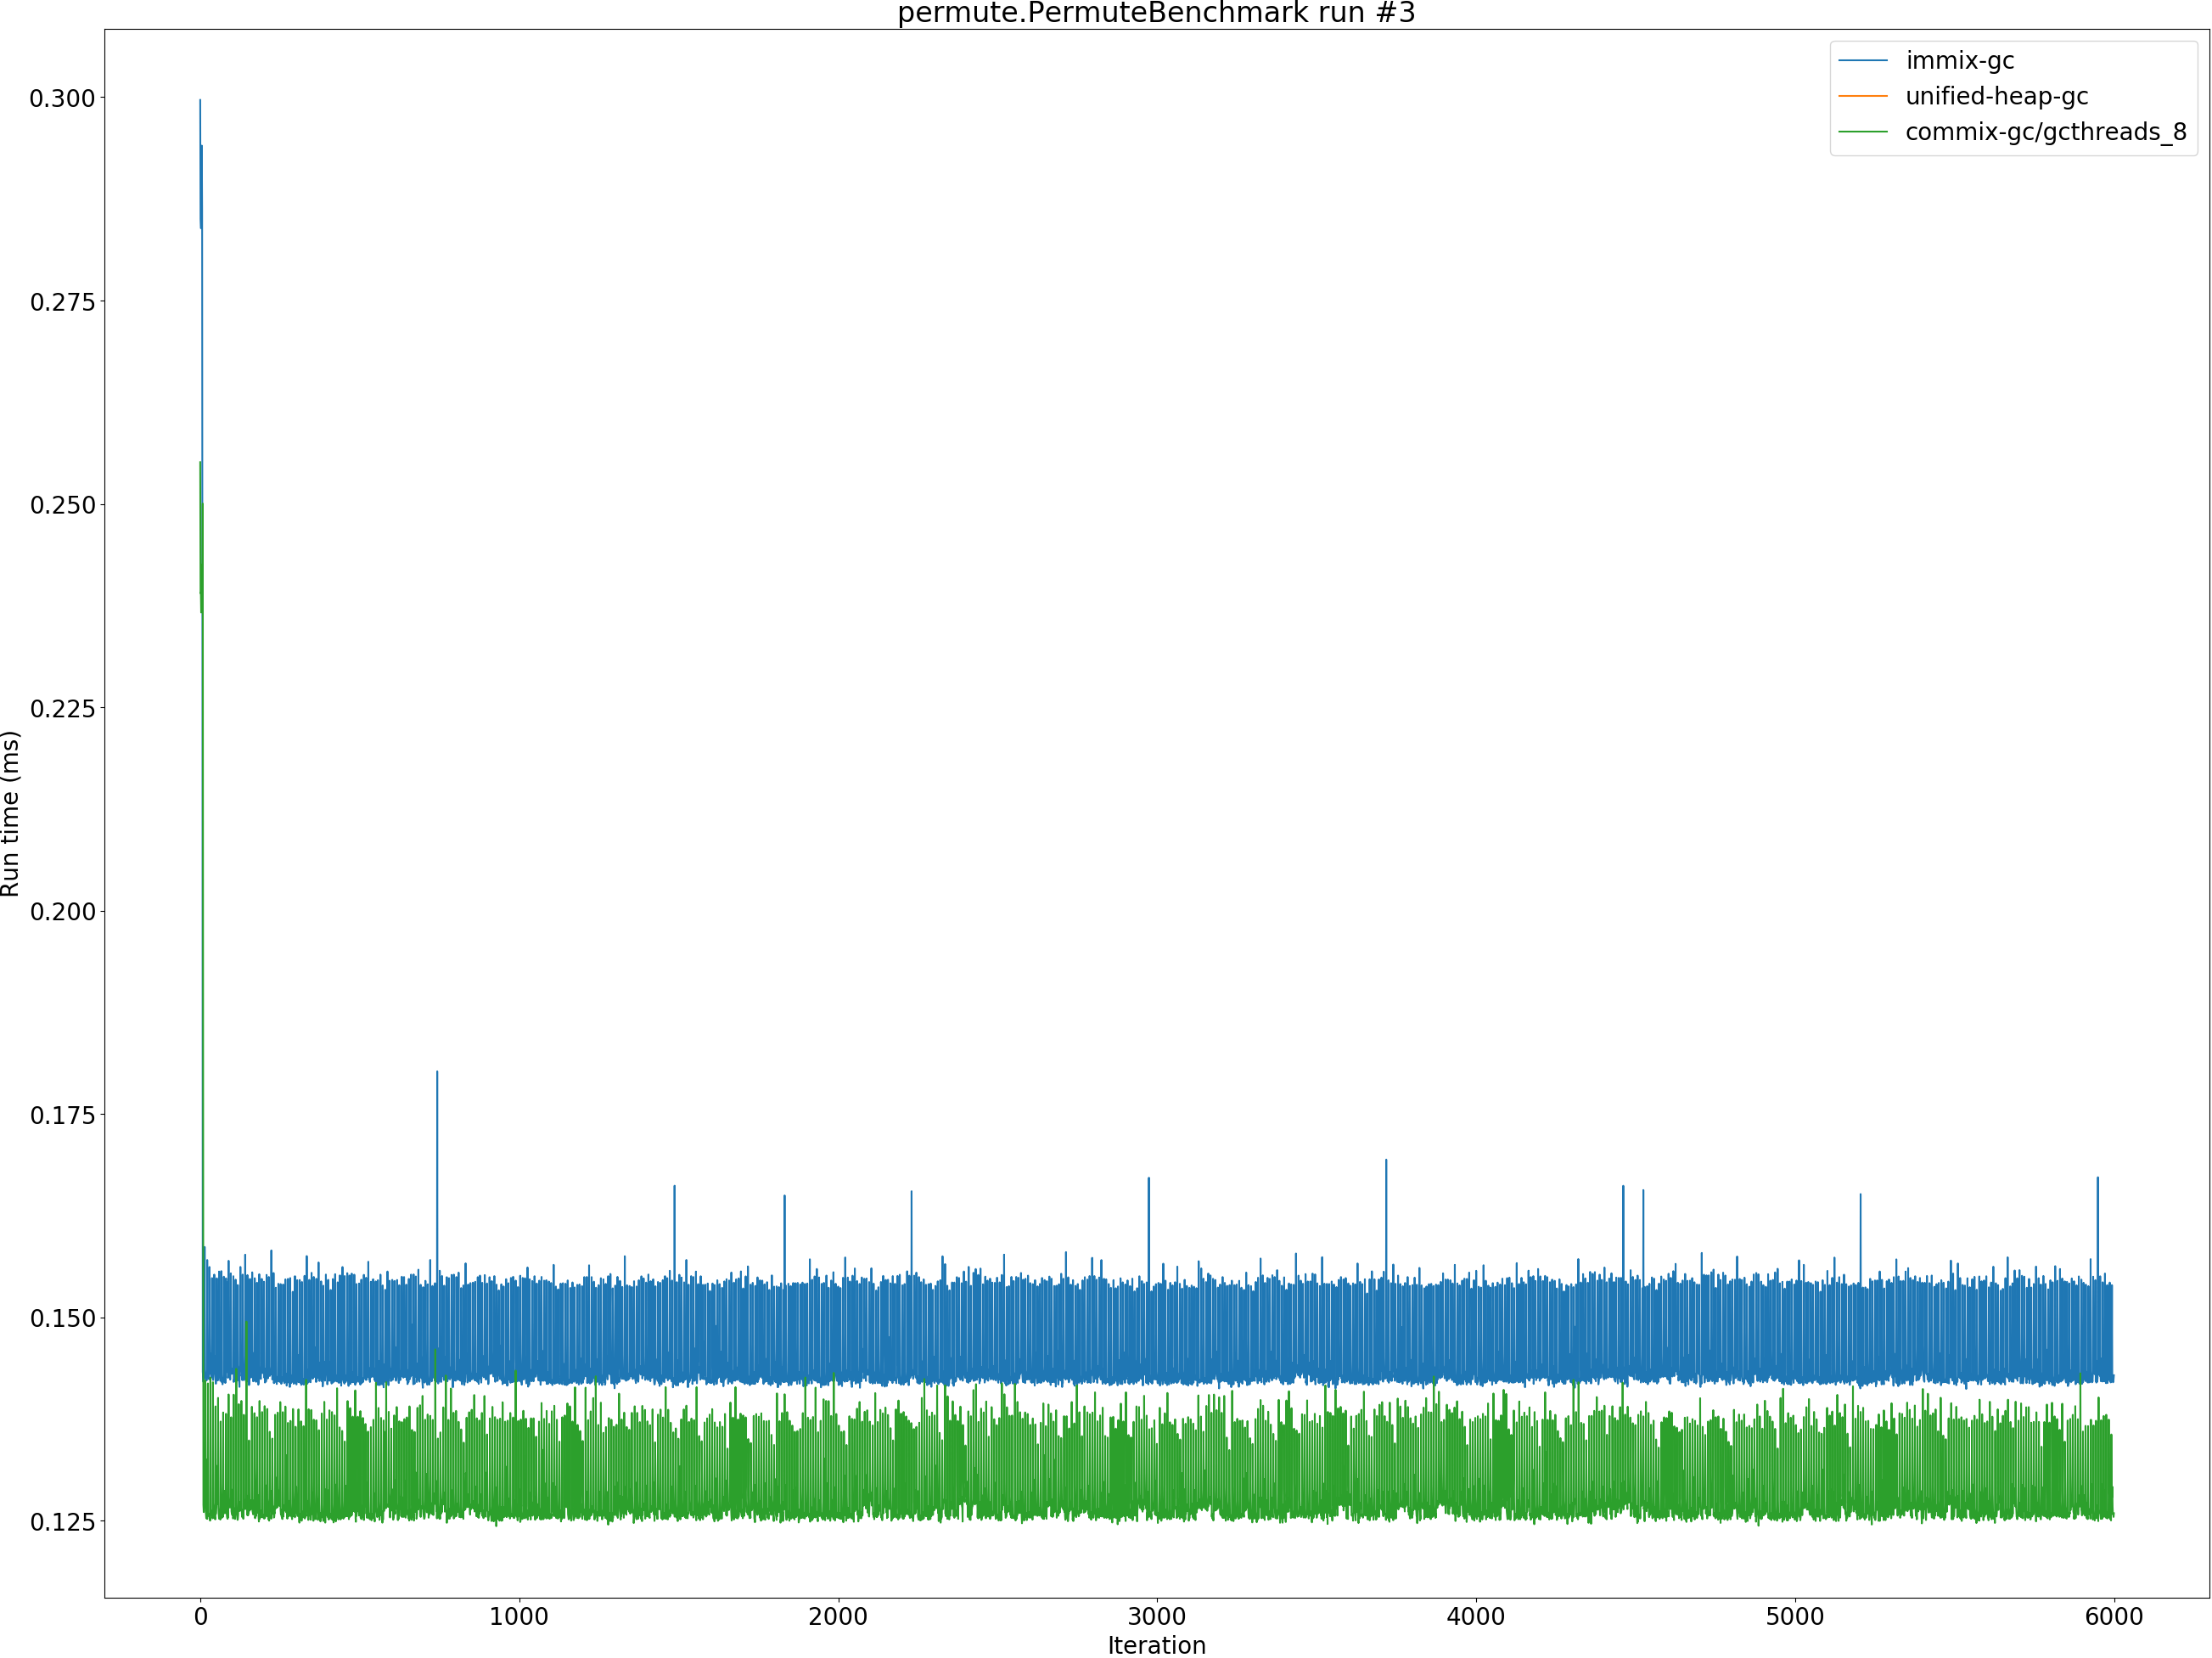 permute.PermuteBenchmark run #3
immix-gc
unified-heap-gc
commix-gc/gcthreads_8
0.300
0.275
0.250
0.225
0.200
0.175
0.150
0.125
Run time (ms)
0 1000 2000 3000 4000 5000 6000
Iteration